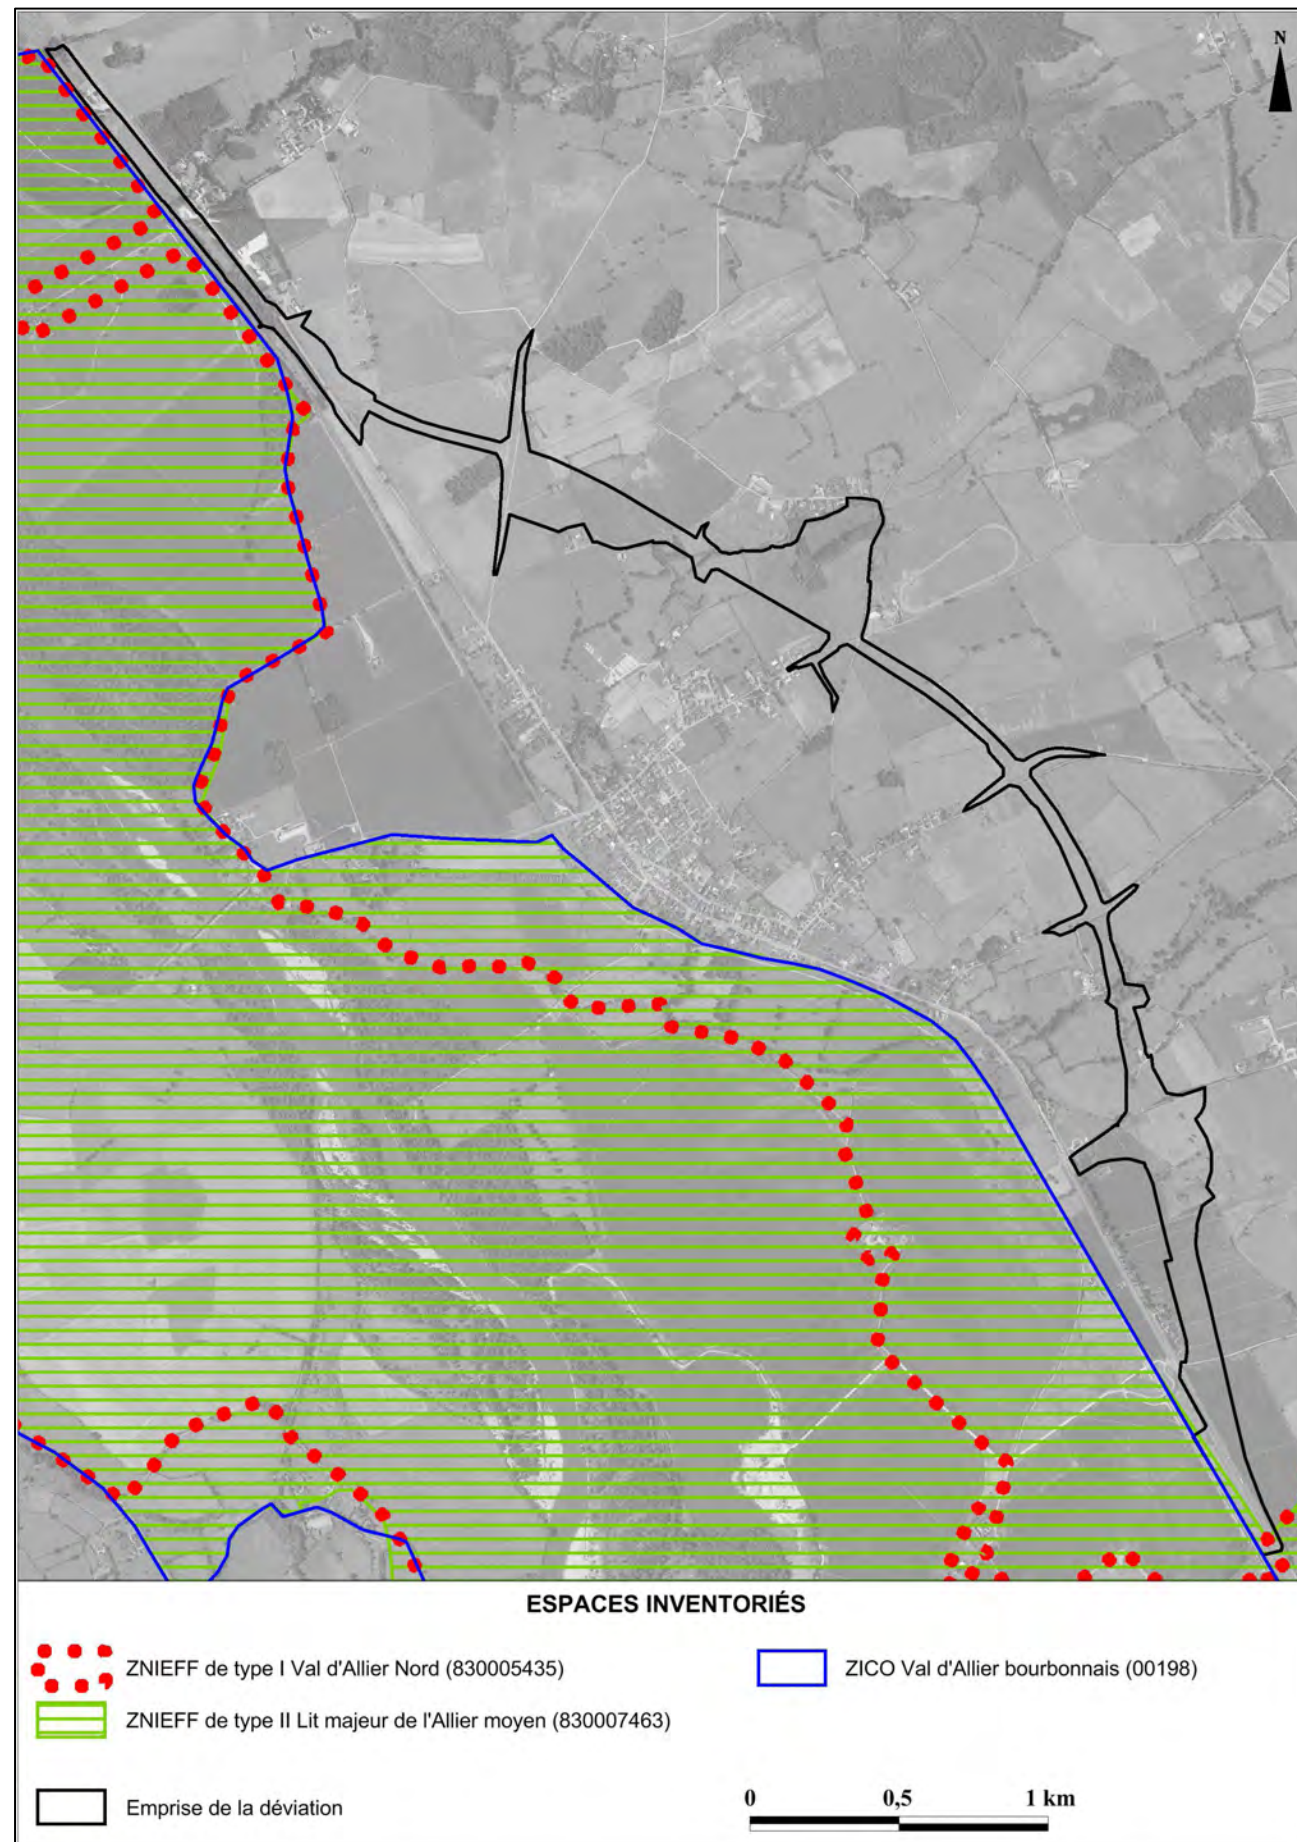 N
ESPACES INVENTORIÉS
ZNIEFF de type I Val d'Allier Nord (830005435)
ZICO Val d'Allier bourbonnais (00198)
ZNIEFF de type II Lit majeur de l'Allier moyen (830007463)
Emprise de la déviation
0 0,5 1 km